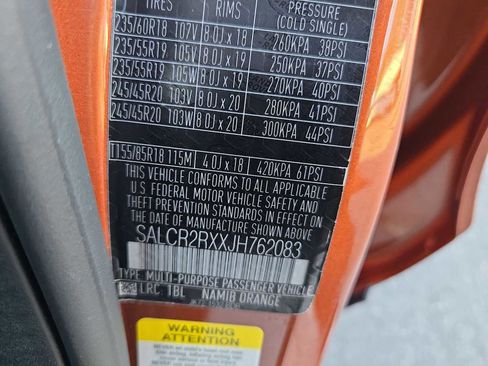 TIRES RIMS PRESSURE
(COLD SINGLE)
235/60R18 107V 8.0J x 18 260KPA 38PSI
235/55R19 105V 8.0J x 19 250KPA 37PSI
235/55R19 105W 8.0J x 19 270KPA 40PSI
245/45R20 103V 8.0J x 20 280KPA 41PSI
245/45R20 103W 8.0J x 20 300KPA 44PSI
T155/85R18 115M 4.0J x 18 420KPA 61PSI
THIS VEHICLE CONFORMS TO ALL APPLICABLE
U S FEDERAL MOTOR VEHICLE SAFETY AND
THEFT PREVENTION STANDARDS IN EFFECT ON
THE DATE OF MANUFACTURE SHOWN ABOVE
SALCR2RXXJH762083
TYPE: MULTI-PURPOSE PASSENGER VEHICLE
LRC 1BL NAMIB ORANGE
WARNING
ATTENTION